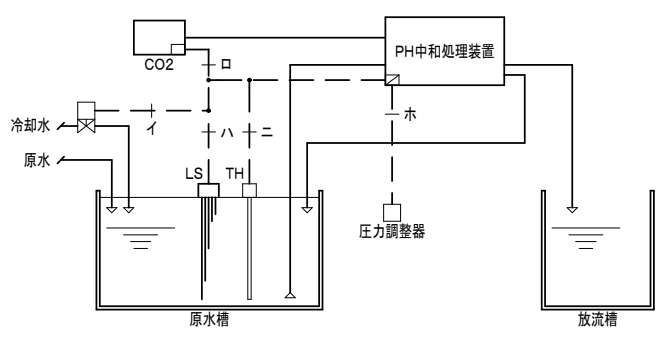 PH中和処理装置
CO2
ロ
ホ
冷却水
イ
ハ
ニ
原水
LS
TH
圧力調整器
原水槽
放流槽